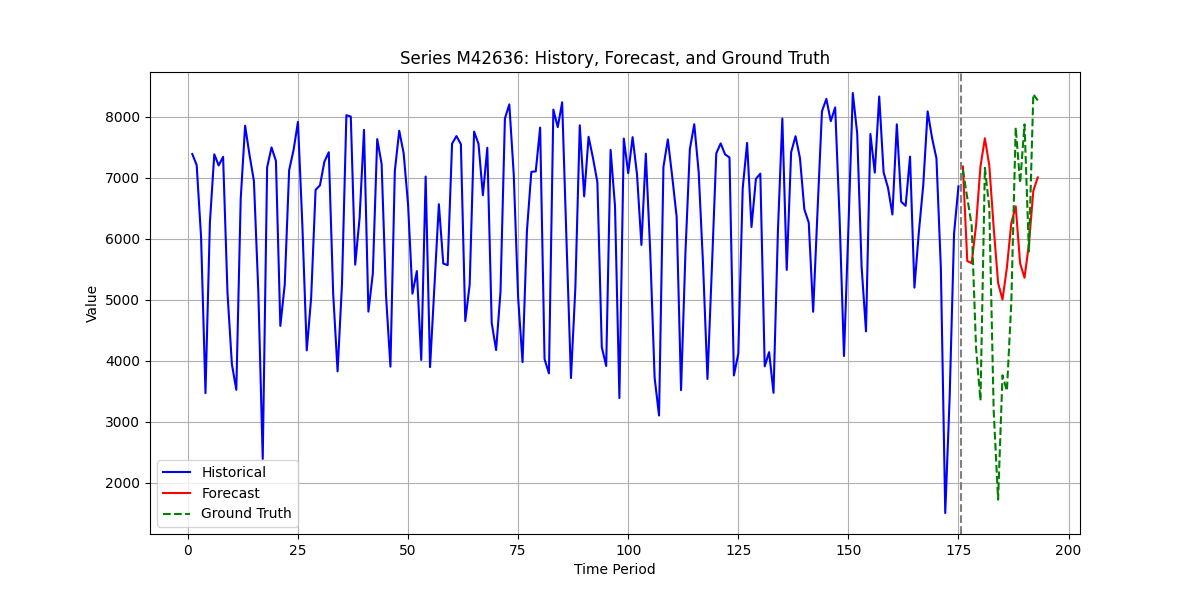 Series M42636: History, Forecast, and Ground Truth
Value
8000
7000
6000
5000
4000
3000
2000
Historical
Forecast
Ground Truth
0 25 50 75 100 125 150 175 200
Time Period